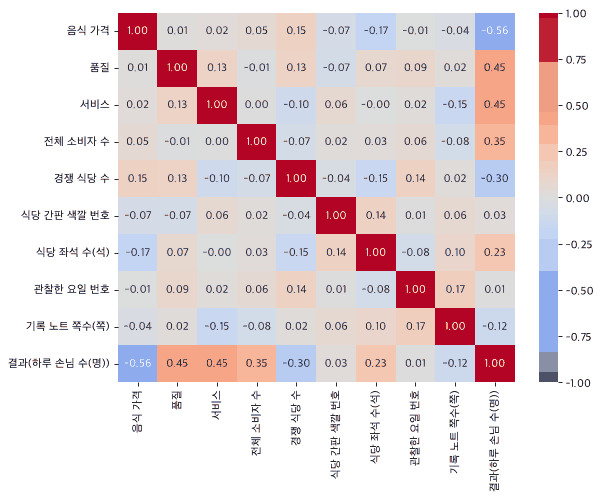 음식 가격 1.00 0.01 0.02 0.05 0.15 -0.07 -0.17 -0.01 -0.04 -0.56
품질 0.01 1.00 0.13 -0.01 0.13 -0.07 0.07 0.09 0.02 0.45
서비스 0.02 0.13 1.00 0.00 -0.10 0.06 -0.00 0.02 -0.15 0.45
전체 소비자 수 0.05 -0.01 0.00 1.00 -0.07 0.02 0.03 0.06 -0.08 0.35
경쟁 식당 수 0.15 0.13 -0.10 -0.07 1.00 -0.04 -0.15 0.14 0.02 -0.30
식당 간판 색깔 번호 -0.07 -0.07 0.06 0.02 -0.04 1.00 0.14 0.01 0.06 0.03
식당 좌석 수(석) -0.17 0.07 -0.00 0.03 -0.15 0.14 1.00 -0.08 0.10 0.23
관찰한 요일 번호 -0.01 0.09 0.02 0.06 0.14 0.01 -0.08 1.00 0.17 0.01
기록 노트 쪽수(쪽) -0.04 0.02 -0.15 -0.08 0.02 0.06 0.10 0.17 1.00 -0.12
결과(하루 손님 수(명)) -0.56 0.45 0.45 0.35 -0.30 0.03 0.23 0.01 -0.12 1.00
음식 가격
품질
서비스
전체 소비자 수
경쟁 식당 수
식당 간판 색깔 번호
식당 좌석 수(석)
관찰한 요일 번호
기록 노트 쪽수(쪽)
결과(하루 손님 수(명))
1.00
0.75
0.50
0.25
0.00
-0.25
-0.50
-0.75
-1.00